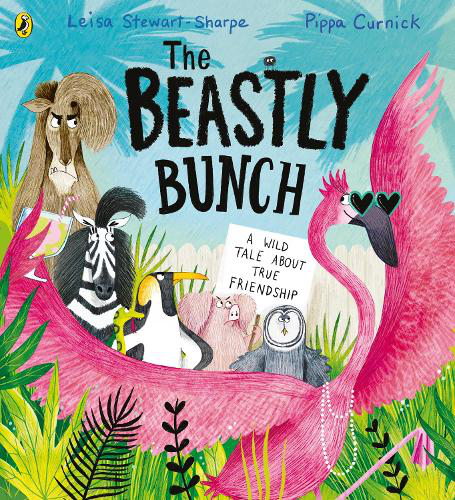 Leisa Stewart-Sharpe
Pippa Curnick
The
BEASTLY
BUNCH
A WILD
TALE ABOUT
TRUE
FRIENDSHIP